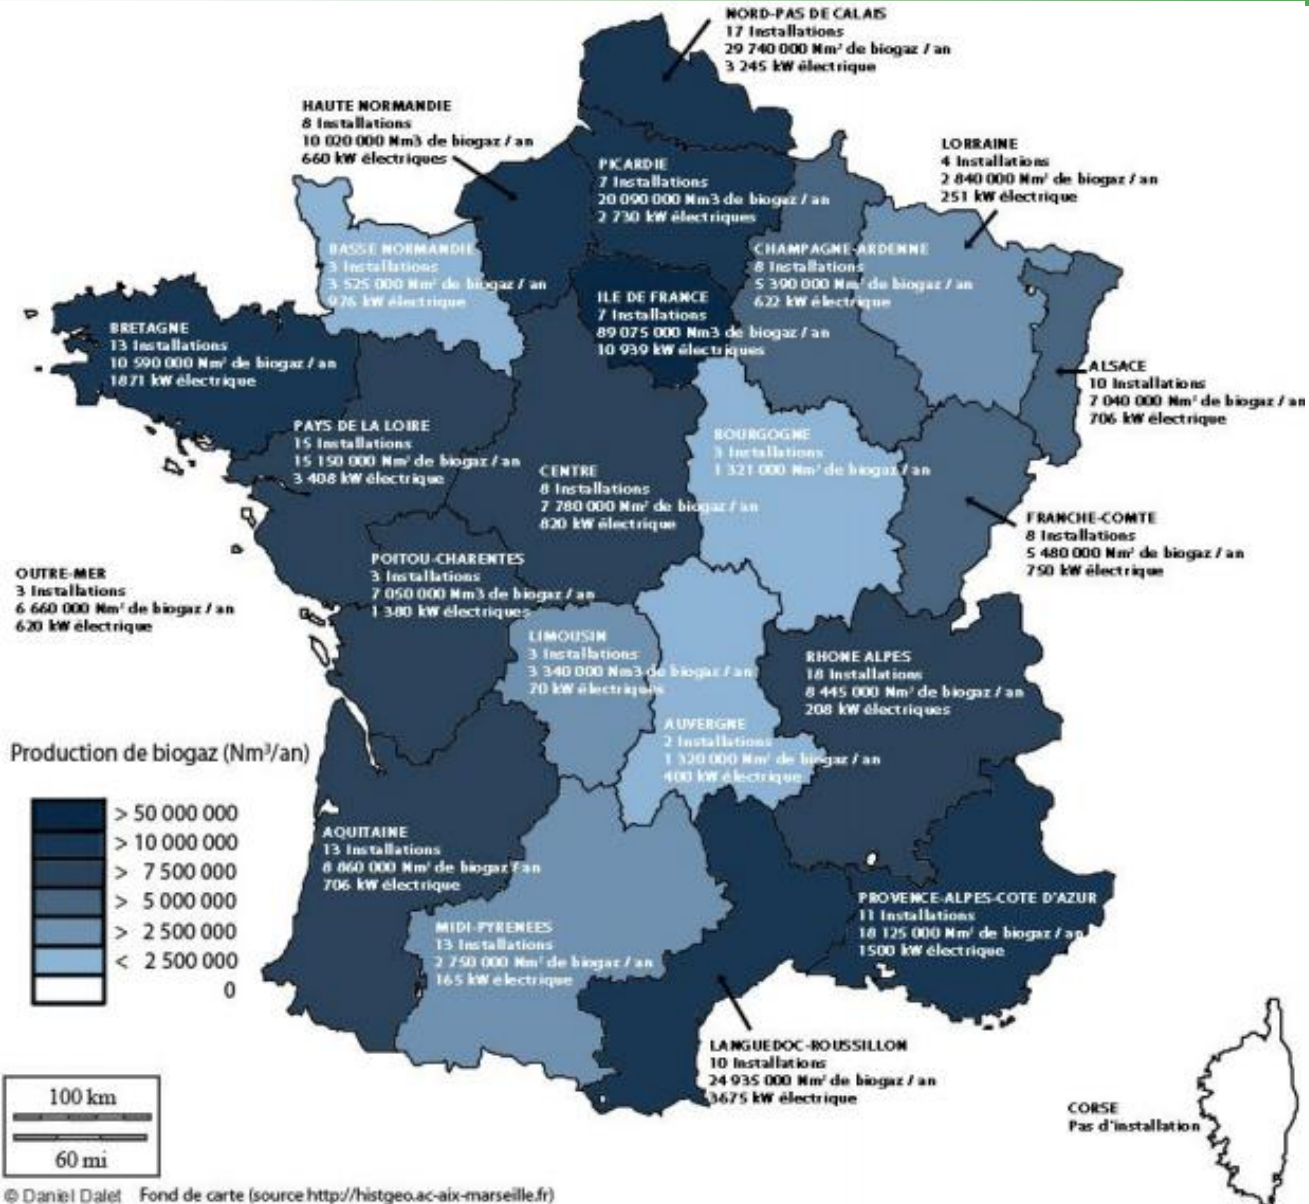 NORD-PAS DE CALAIS
17 Installations
29 740 000 Nm³ de biogaz / an
3 245 kW électrique
HAUTE NORMANDIE
8 Installations
10 020 000 Nm3 de biogaz / an
660 kW électriques
PICARDIE
7 Installations
20 090 000 Nm3 de biogaz / an
2 730 kW électriques
LORRAINE
4 Installations
2 840 000 Nm³ de biogaz / an
251 kW électrique
BASSE NORMANDIE
3 Installations
3 525 000 Nm³ de biogaz / an
926 kW électrique
CHAMPAGNE-ARDENNE
8 Installations
5 390 000 Nm³ de biogaz / an
622 kW électrique
ILE DE FRANCE
7 Installations
89 075 000 Nm3 de biogaz / an
10 939 kW électriques
BRETAGNE
13 Installations
10 590 000 Nm³ de biogaz / an
1871 kW électrique
ALSACE
10 Installations
7 040 000 Nm³ de biogaz / an
706 kW électrique
PAYS DE LA LOIRE
15 Installations
15 150 000 Nm³ de biogaz / an
3 408 kW électrique
BOURGOGNE
3 Installations
1 321 000 Nm³ de biogaz / an
CENTRE
8 Installations
7 780 000 Nm³ de biogaz / an
820 kW électrique
FRANCHE-COMTE
8 Installations
5 480 000 Nm³ de biogaz / an
750 kW électrique
POITOU-CHARENTES
3 Installations
7 050 000 Nm3 de biogaz / an
1 380 kW électriques
OUTRE-MER
3 Installations
6 660 000 Nm³ de biogaz / an
620 kW électrique
LIMOUSIN
3 Installations
3 340 000 Nm3 de biogaz / an
70 kW électriques
RHONE ALPES
18 Installations
8 445 000 Nm³ de biogaz / an
208 kW électriques
AUVERGNE
2 Installations
1 320 000 Nm³ de biogaz / an
400 kW électrique
Production de biogaz (Nm³/an)
> 50 000 000
> 10 000 000
> 7 500 000
> 5 000 000
> 2 500 000
< 2 500 000
0
AQUITAINE
13 Installations
8 860 000 Nm³ de biogaz / an
706 kW électrique
PROVENCE-ALPES-COTE D'AZUR
11 Installations
18 125 000 Nm³ de biogaz / an
1500 kW électrique
MIDI-PYRENEES
13 Installations
2 750 000 Nm³ de biogaz / an
165 kW électrique
LANGUEDOC-ROUSSILLON
10 Installations
24 935 000 Nm³ de biogaz / an
3675 kW électrique
CORSE
Pas d'installation
100 km
60 mi
© Daniel Dalet Fond de carte (source http://histgeo.ac-aix-marseille.fr)